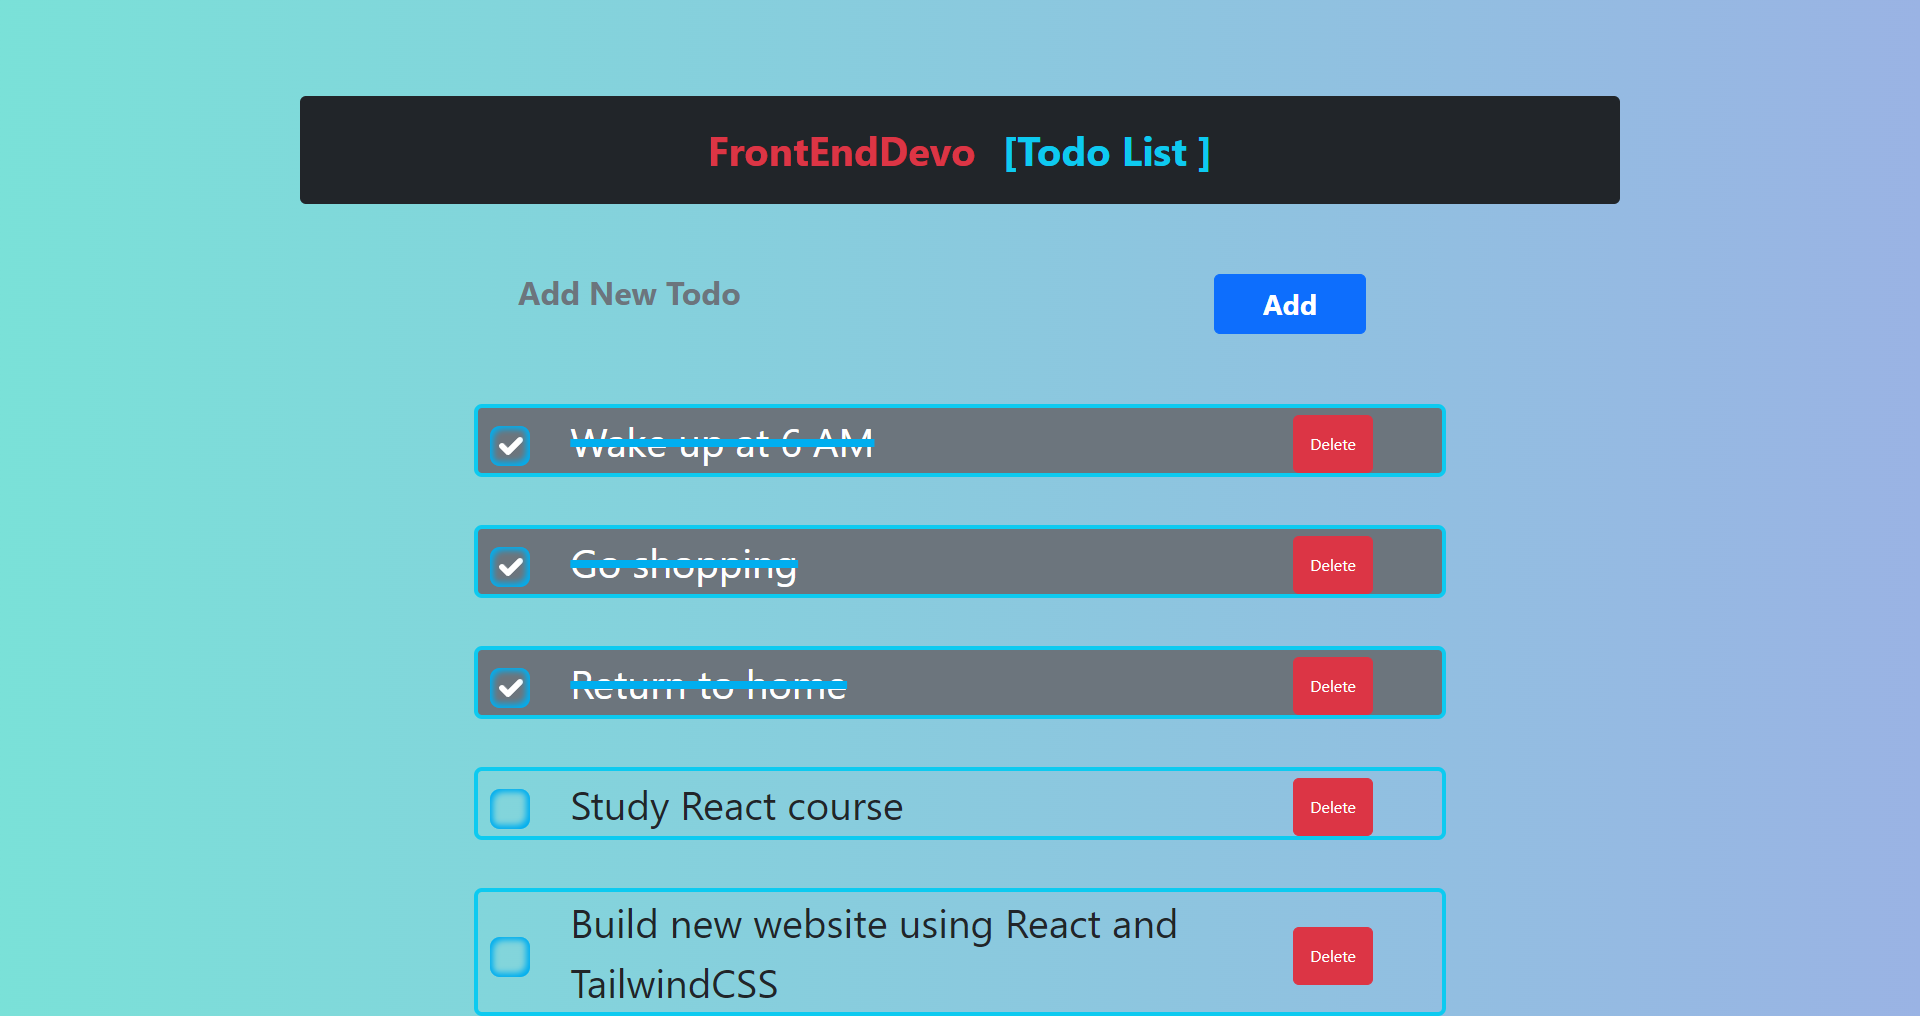 FrontEndDevo [Todo List ]
Add New Todo
Add
Wake up at 6 AM
Delete
Go shopping
Delete
Return to home
Delete
Study React course
Delete
Build new website using React and
TailwindCSS
Delete